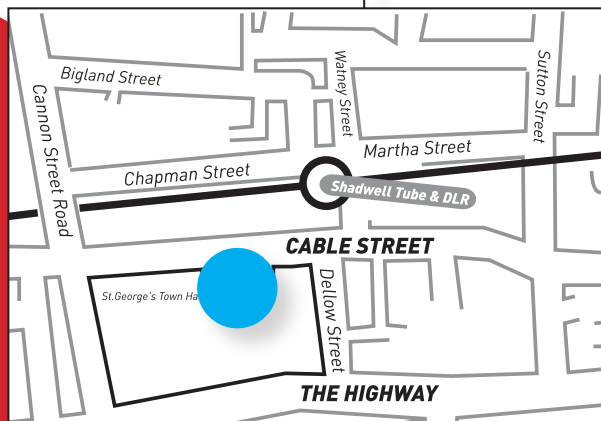 Bigland Street
Watney Street
Sutton Street
Cannon Street Road
Martha Street
Chapman Street
Shadwell Tube & DLR
CABLE STREET
St.George's Town Ha
Dellow Street
THE HIGHWAY